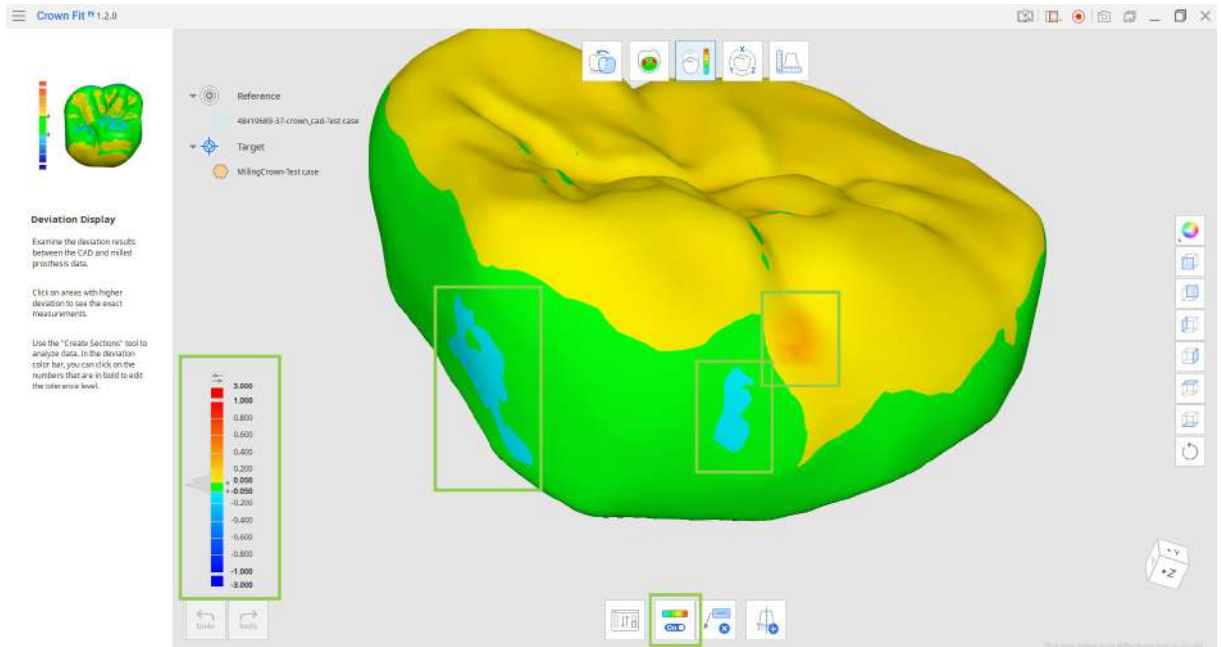 Crown Fit 1.2.0
Reference
48419689-37-crown_cad-Test case
Target
MillingCrown-Test case
Deviation Display
Examine the deviation results
between the CAD and milled
prosthesis data.
Click on areas with higher
deviation to see the exact
measurements.
Use the "Create Sections" tool to
analyze data. In the deviation
color bar, you can click on the
numbers that are in bold to edit
the tolerance level.
3.000
1.000
0.800
0.600
0.400
0.200
0.050
-0.050
-0.200
-0.400
-0.600
-0.800
-1.000
-3.000
Undo
Redo
On
X
Y
Z
+Y
+Z